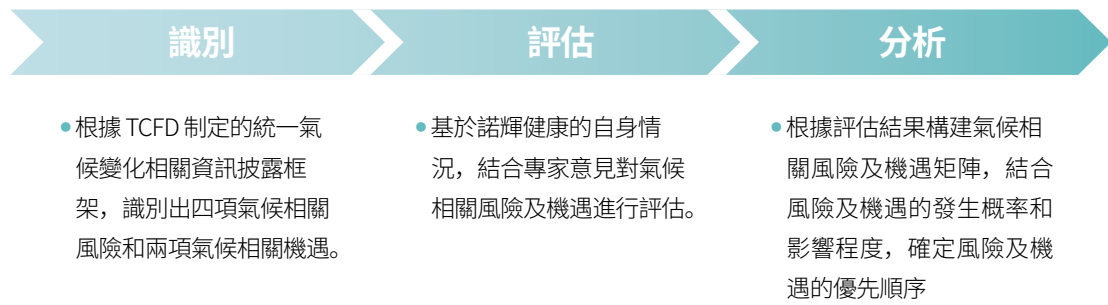 識別
評估
分析
•根據 TCFD 制定的統一氣
候變化相關資訊披露框
架，識別出四項氣候相關
風險和兩項氣候相關機遇。
•基於諾輝健康的自身情
況，結合專家意見對氣候
相關風險及機遇進行評估。
•根據評估結果構建氣候相
關風險及機遇矩陣，結合
風險及機遇的發生概率和
影響程度，確定風險及機
遇的優先順序